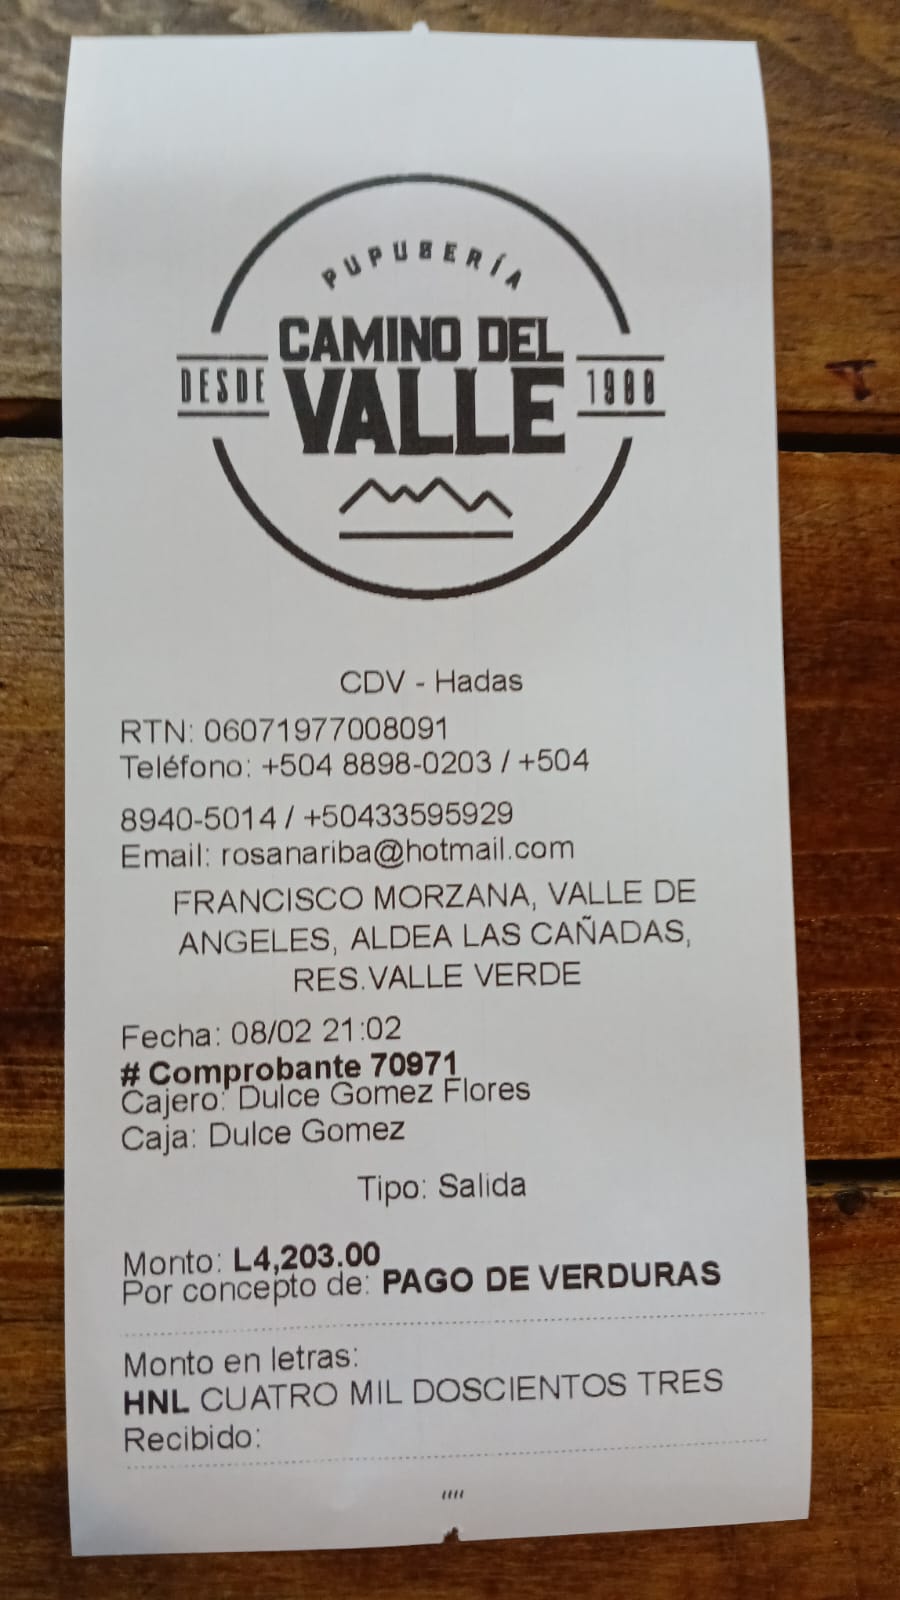 PUPUSERÍA
CAMINO DEL
DESDE VALLE 1988
CDV - Hadas
RTN: 06071977008091
Teléfono: +504 8898-0203 / +504
8940-5014 / +50433595929
Email: rosanariba@hotmail.com
FRANCISCO MORZANA, VALLE DE
ANGELES, ALDEA LAS CAÑADAS,
RES.VALLE VERDE
Fecha: 08/02 21:02
# Comprobante 70971
Cajero: Dulce Gomez Flores
Caja: Dulce Gomez
Tipo: Salida
Monto: L4,203.00
Por concepto de: PAGO DE VERDURAS
Monto en letras:
HNL CUATRO MIL DOSCIENTOS TRES
Recibido: